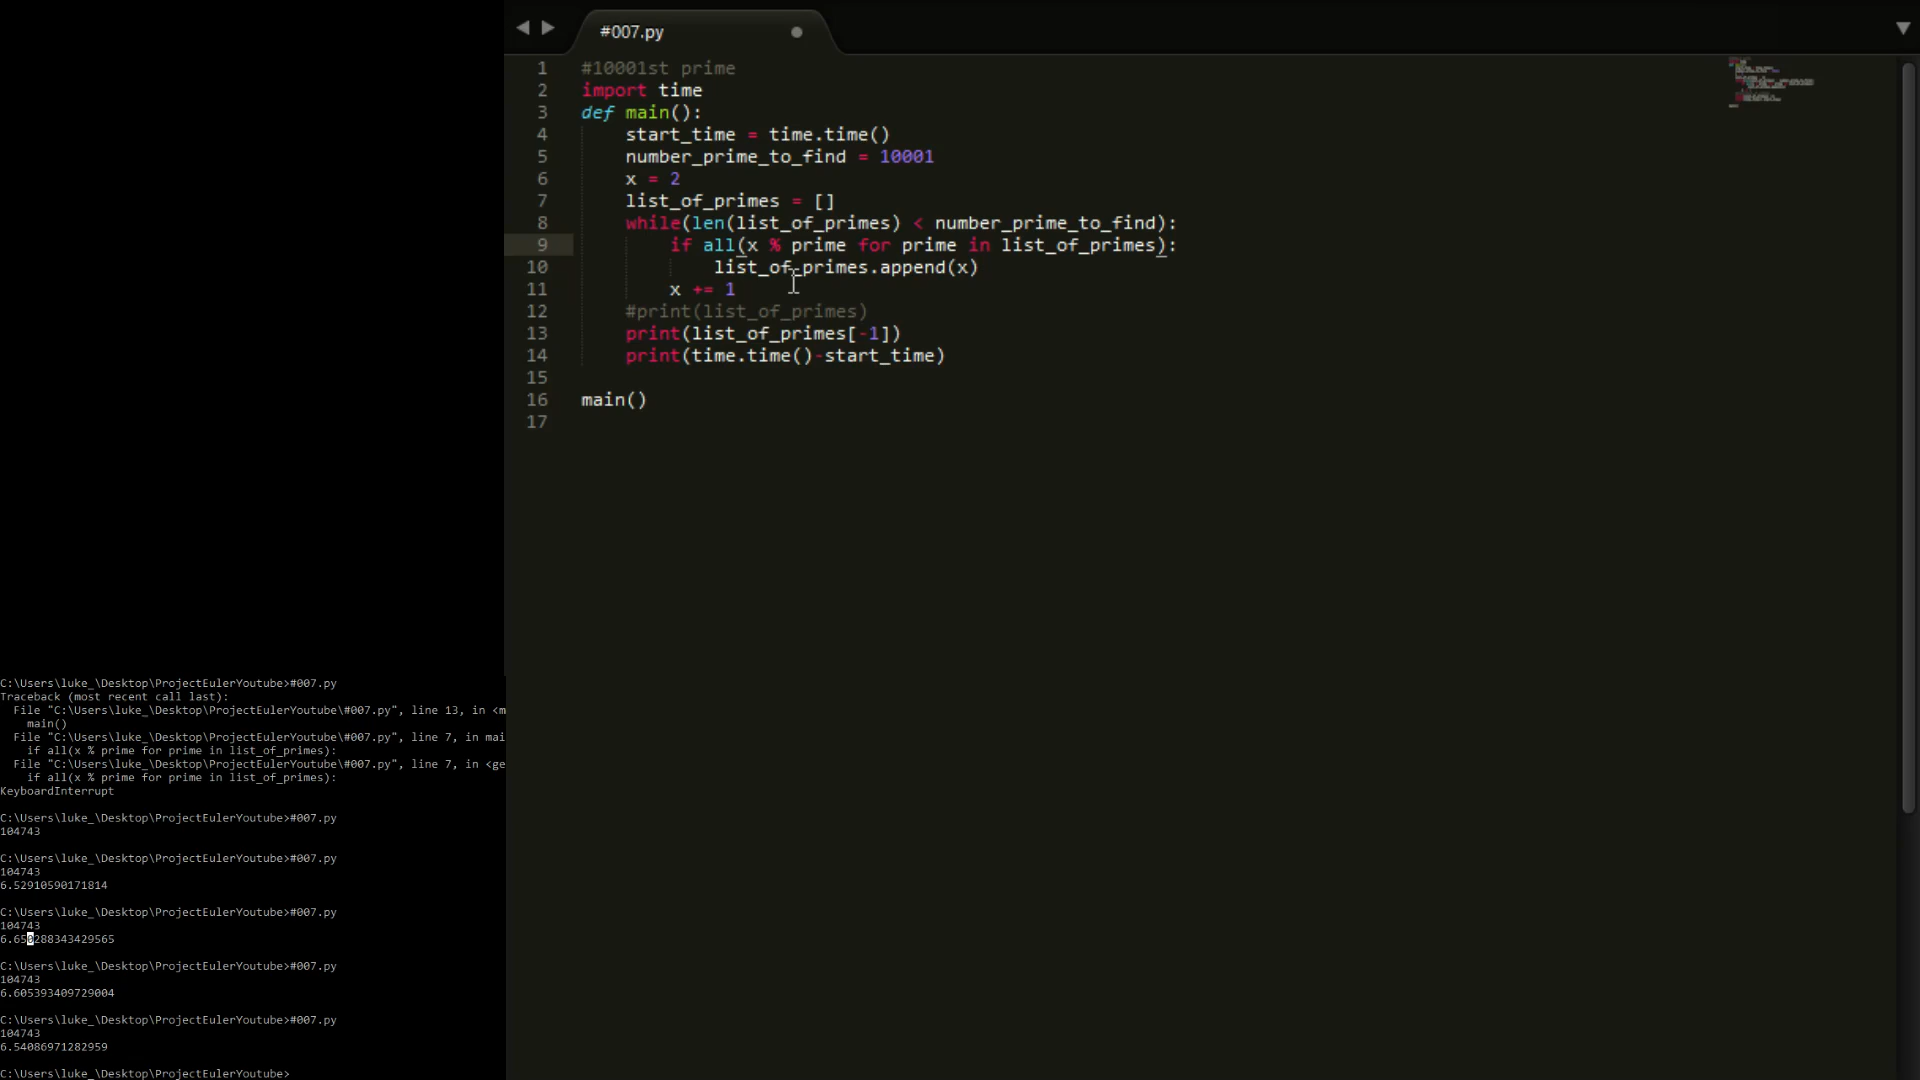 C:\Users\luke_\Desktop\ProjectEulerYoutube>#007.py
Traceback (most recent call last):
  File "C:\Users\luke_\Desktop\ProjectEulerYoutube\#007.py", line 13, in <m
    main()
  File "C:\Users\luke_\Desktop\ProjectEulerYoutube\#007.py", line 7, in mai
    if all(x % prime for prime in list_of_primes):
  File "C:\Users\luke_\Desktop\ProjectEulerYoutube\#007.py", line 7, in <ge
    if all(x % prime for prime in list_of_primes):
KeyboardInterrupt
C:\Users\luke_\Desktop\ProjectEulerYoutube>#007.py
104743
C:\Users\luke_\Desktop\ProjectEulerYoutube>#007.py
104743
6.52910590171814
C:\Users\luke_\Desktop\ProjectEulerYoutube>#007.py
104743
6.650288343429565
C:\Users\luke_\Desktop\ProjectEulerYoutube>#007.py
104743
6.605393409729004
C:\Users\luke_\Desktop\ProjectEulerYoutube>#007.py
104743
6.54086971282959
C:\Users\luke_\Desktop\ProjectEulerYoutube>
#007.py
1 #10001st prime
2 import time
3 def main():
4     start_time = time.time()
5     number_prime_to_find = 10001
6     x = 2
7     list_of_primes = []
8     while(len(list_of_primes) < number_prime_to_find):
9         if all(x % prime for prime in list_of_primes):
10             list_of_primes.append(x)
11         x += 1
12     #print(list_of_primes)
13     print(list_of_primes[-1])
14     print(time.time()-start_time)
15
16 main()
17